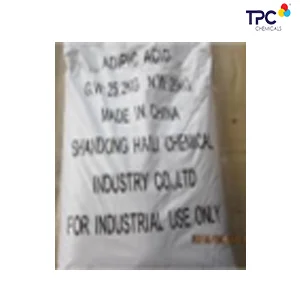 TPC
CHEMICALS
ADIPIC ACID
G.W: 25.2KG N.W: 25KG
MADE IN CHINA
SHANDONG HAILI CHEMICAL
INDUSTRY CO.,LTD
FOR INDUSTRIAL USE ONLY